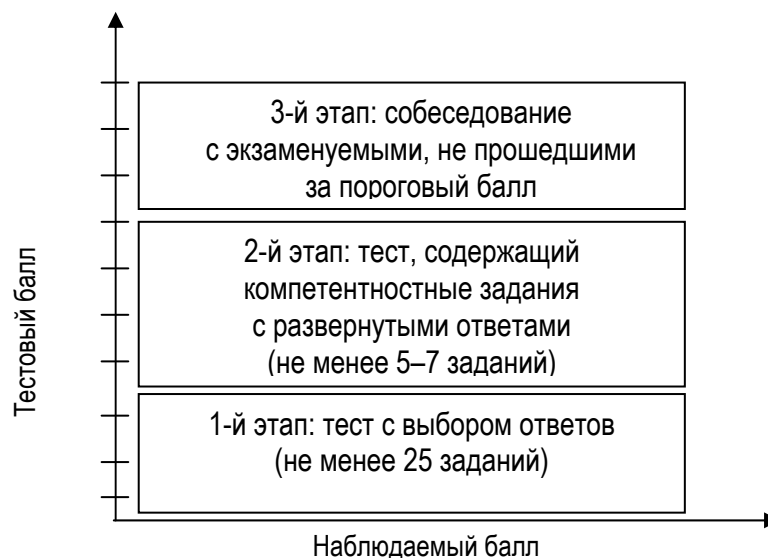 3-й этап: собеседование
с экзаменуемыми, не прошедшими
за пороговый балл
2-й этап: тест, содержащий
компетентностные задания
с развернутыми ответами
(не менее 5–7 заданий)
1-й этап: тест с выбором ответов
(не менее 25 заданий)
Тестовый балл
Наблюдаемый балл